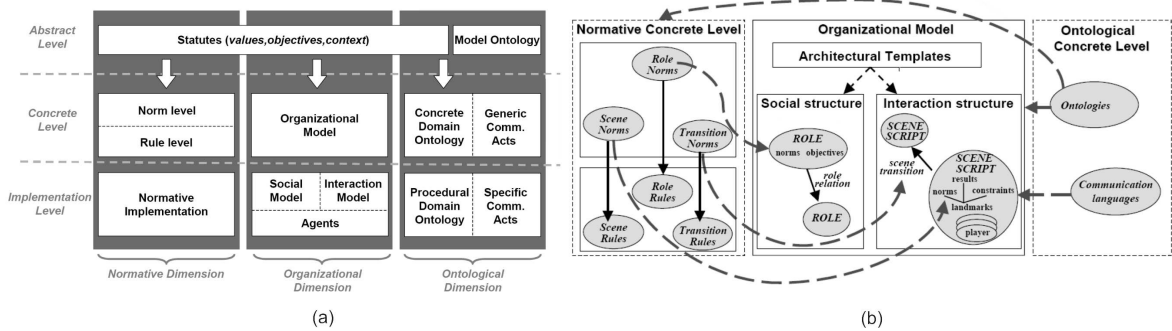 Abstract
Level
Statutes (values,objectives,context)
Model Ontology
Concrete
Level
Norm level
Rule level
Organizational
Model
Concrete
Domain
Ontology
Generic
Comm.
Acts
Implementation
Level
Normative
Implementation
Social
Model
Interaction
Model
Agents
Procedural
Domain
Ontology
Specific
Comm.
Acts
Normative Dimension
Organizational
Dimension
Ontological
Dimension
(a)
Normative Concrete Level
Role
Norms
Scene
Norms
Transition
Norms
Role
Rules
Scene
Rules
Transition
Rules
Organizational Model
Architectural Templates
Social structure
ROLE
norms objectives
role
relation
ROLE
Interaction structure
SCENE
SCRIPT
scene
transition
SCENE
SCRIPT
results
norms
constraints
landmarks
player
Ontological
Concrete Level
Ontologies
Communication
languages
(b)